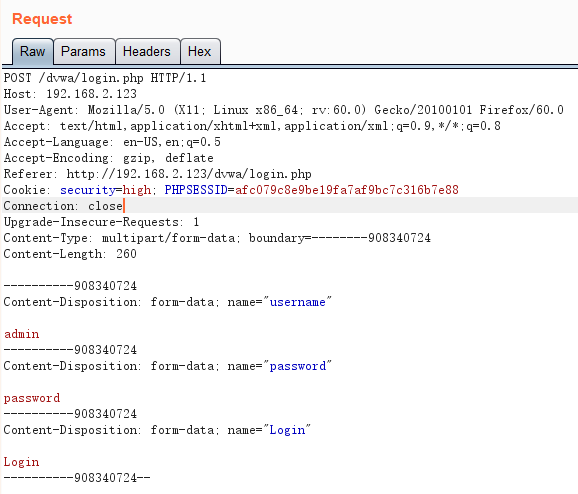 Request
Raw Params Headers Hex
POST /dvwa/login.php HTTP/1.1
Host: 192.168.2.123
User-Agent: Mozilla/5.0 (X11; Linux x86_64; rv:60.0) Gecko/20100101 Firefox/60.0
Accept: text/html,application/xhtml+xml,application/xml;q=0.9,*/*;q=0.8
Accept-Language: en-US,en;q=0.5
Accept-Encoding: gzip, deflate
Referer: http://192.168.2.123/dvwa/login.php
Cookie: security=high; PHPSESSID=afc079c8e9be19fa7af9bc7c316b7e88
Connection: close
Upgrade-Insecure-Requests: 1
Content-Type: multipart/form-data; boundary=--------908340724
Content-Length: 260
----------908340724
Content-Disposition: form-data; name="username"
admin
----------908340724
Content-Disposition: form-data; name="password"
password
----------908340724
Content-Disposition: form-data; name="Login"
Login
----------908340724--